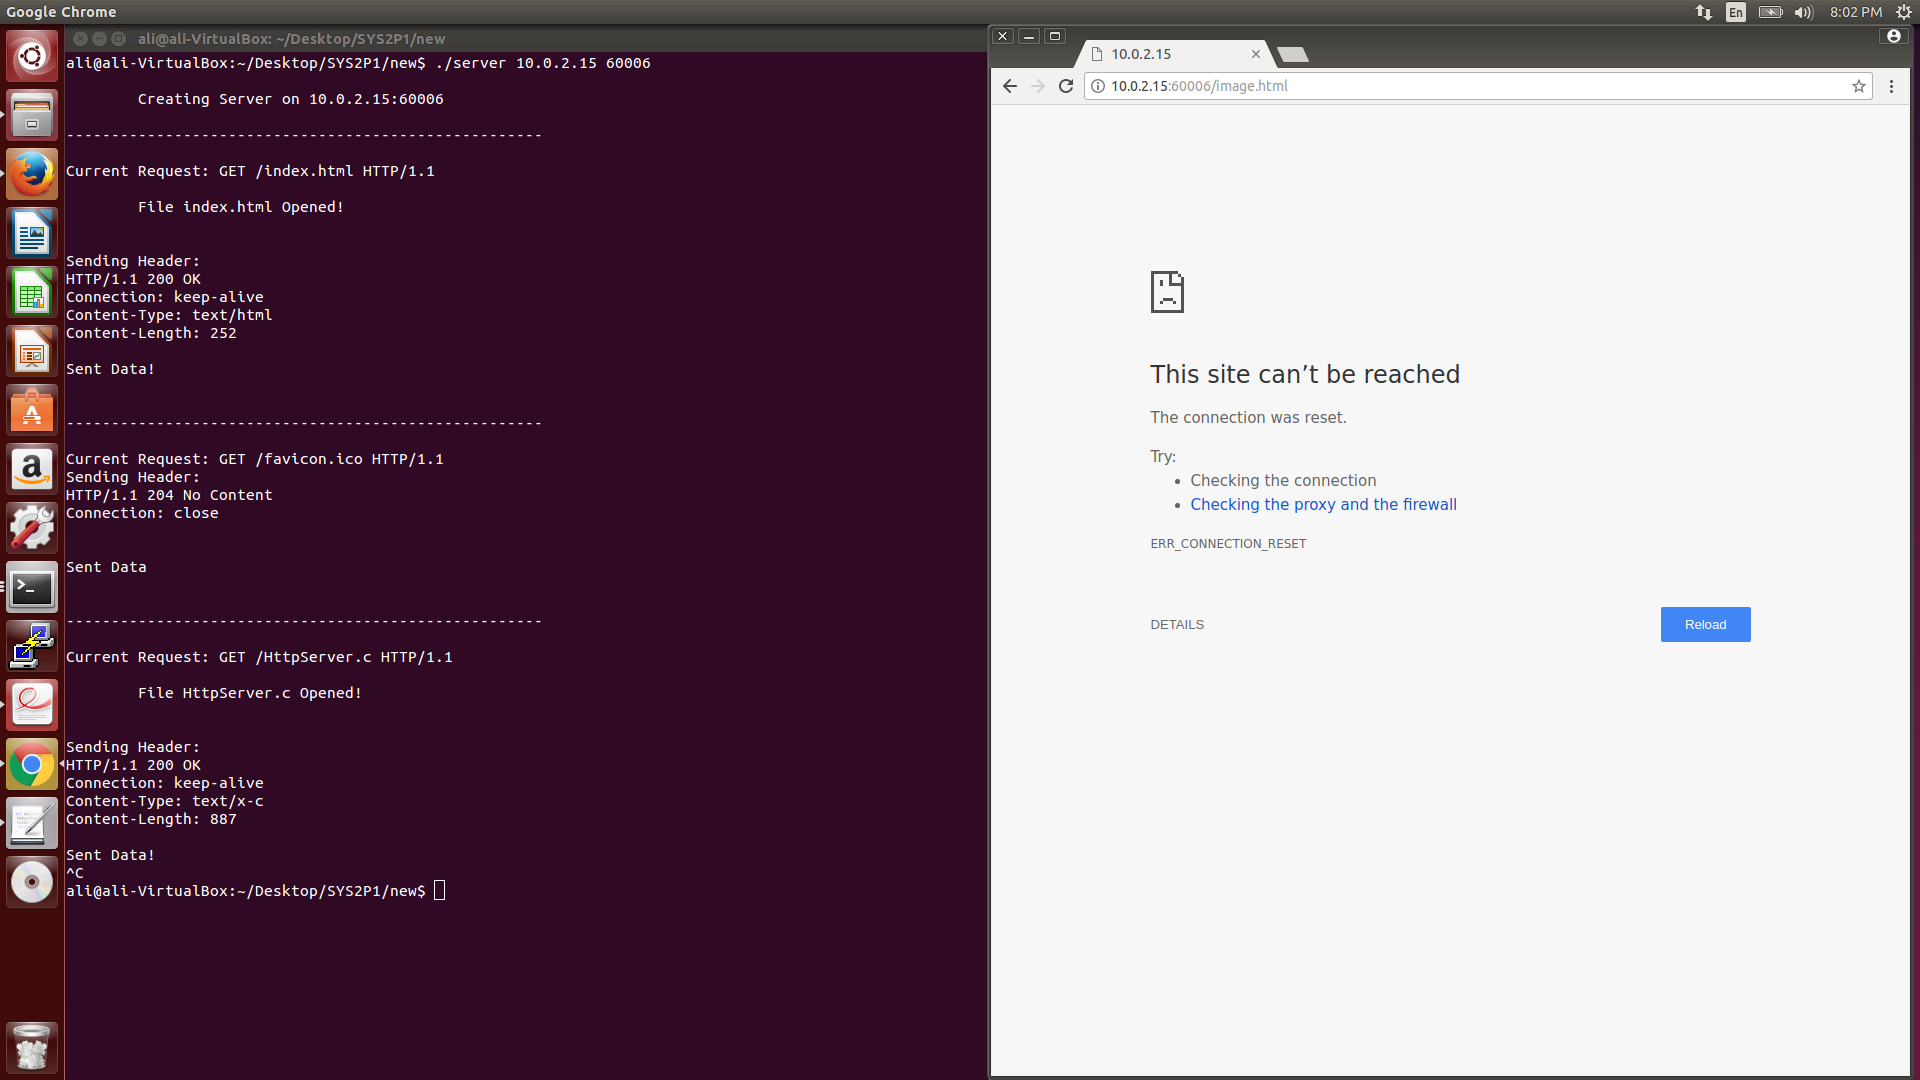 Google Chrome
En
8:02 PM
ali@ali-VirtualBox: ~/Desktop/SYS2P1/new
ali@ali-VirtualBox:~/Desktop/SYS2P1/new$ ./server 10.0.2.15 60006
Creating Server on 10.0.2.15:60006
-----------------------------------------------------
Current Request: GET /index.html HTTP/1.1
File index.html Opened!
Sending Header:
HTTP/1.1 200 OK
Connection: keep-alive
Content-Type: text/html
Content-Length: 252
Sent Data!
-----------------------------------------------------
Current Request: GET /favicon.ico HTTP/1.1
Sending Header:
HTTP/1.1 204 No Content
Connection: close
Sent Data
-----------------------------------------------------
Current Request: GET /HttpServer.c HTTP/1.1
File HttpServer.c Opened!
Sending Header:
HTTP/1.1 200 OK
Connection: keep-alive
Content-Type: text/x-c
Content-Length: 887
Sent Data!
^C
ali@ali-VirtualBox:~/Desktop/SYS2P1/new$
10.0.2.15
10.0.2.15:60006/image.html
This site can’t be reached
The connection was reset.
Try:
• Checking the connection
• Checking the proxy and the firewall
ERR_CONNECTION_RESET
DETAILS
Reload